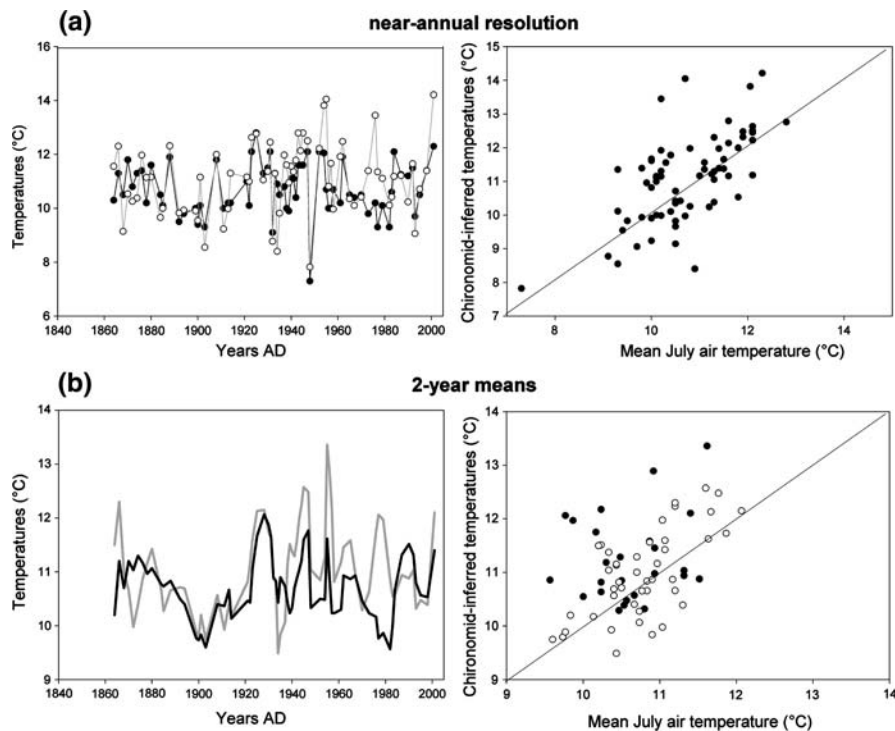 (a) near-annual resolution
16
14
12
10
8
6
Temperatures (°C)
1840 1860 1880 1900 1920 1940 1960 1980 2000
Years AD
15
14
13
12
11
10
9
8
7
Chironomid-inferred temperatures (°C)
8 10 12 14
Mean July air temperature (°C)
(b) 2-year means
14
13
12
11
10
9
Temperatures (°C)
1840 1860 1880 1900 1920 1940 1960 1980 2000
Years AD
14
13
12
11
10
9
Chironomid-inferred temperatures (°C)
9 10 11 12 13 14
Mean July air temperature (°C)